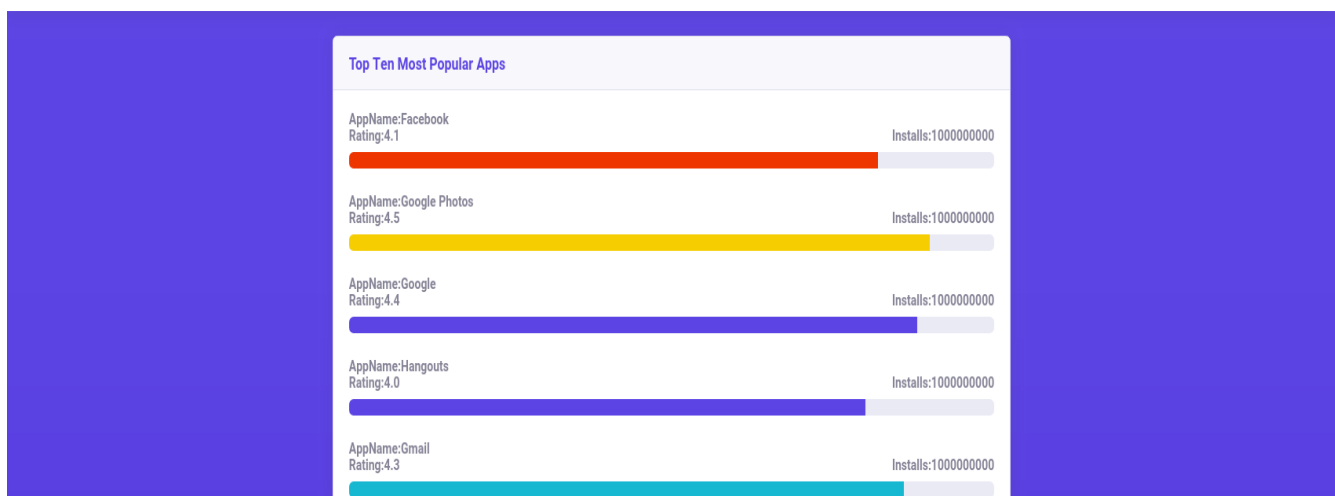 Top Ten Most Popular Apps
AppName:Facebook
Rating:4.1 Installs:1000000000
AppName:Google Photos
Rating:4.5 Installs:1000000000
AppName:Google
Rating:4.4 Installs:1000000000
AppName:Hangouts
Rating:4.0 Installs:1000000000
AppName:Gmail
Rating:4.3 Installs:1000000000